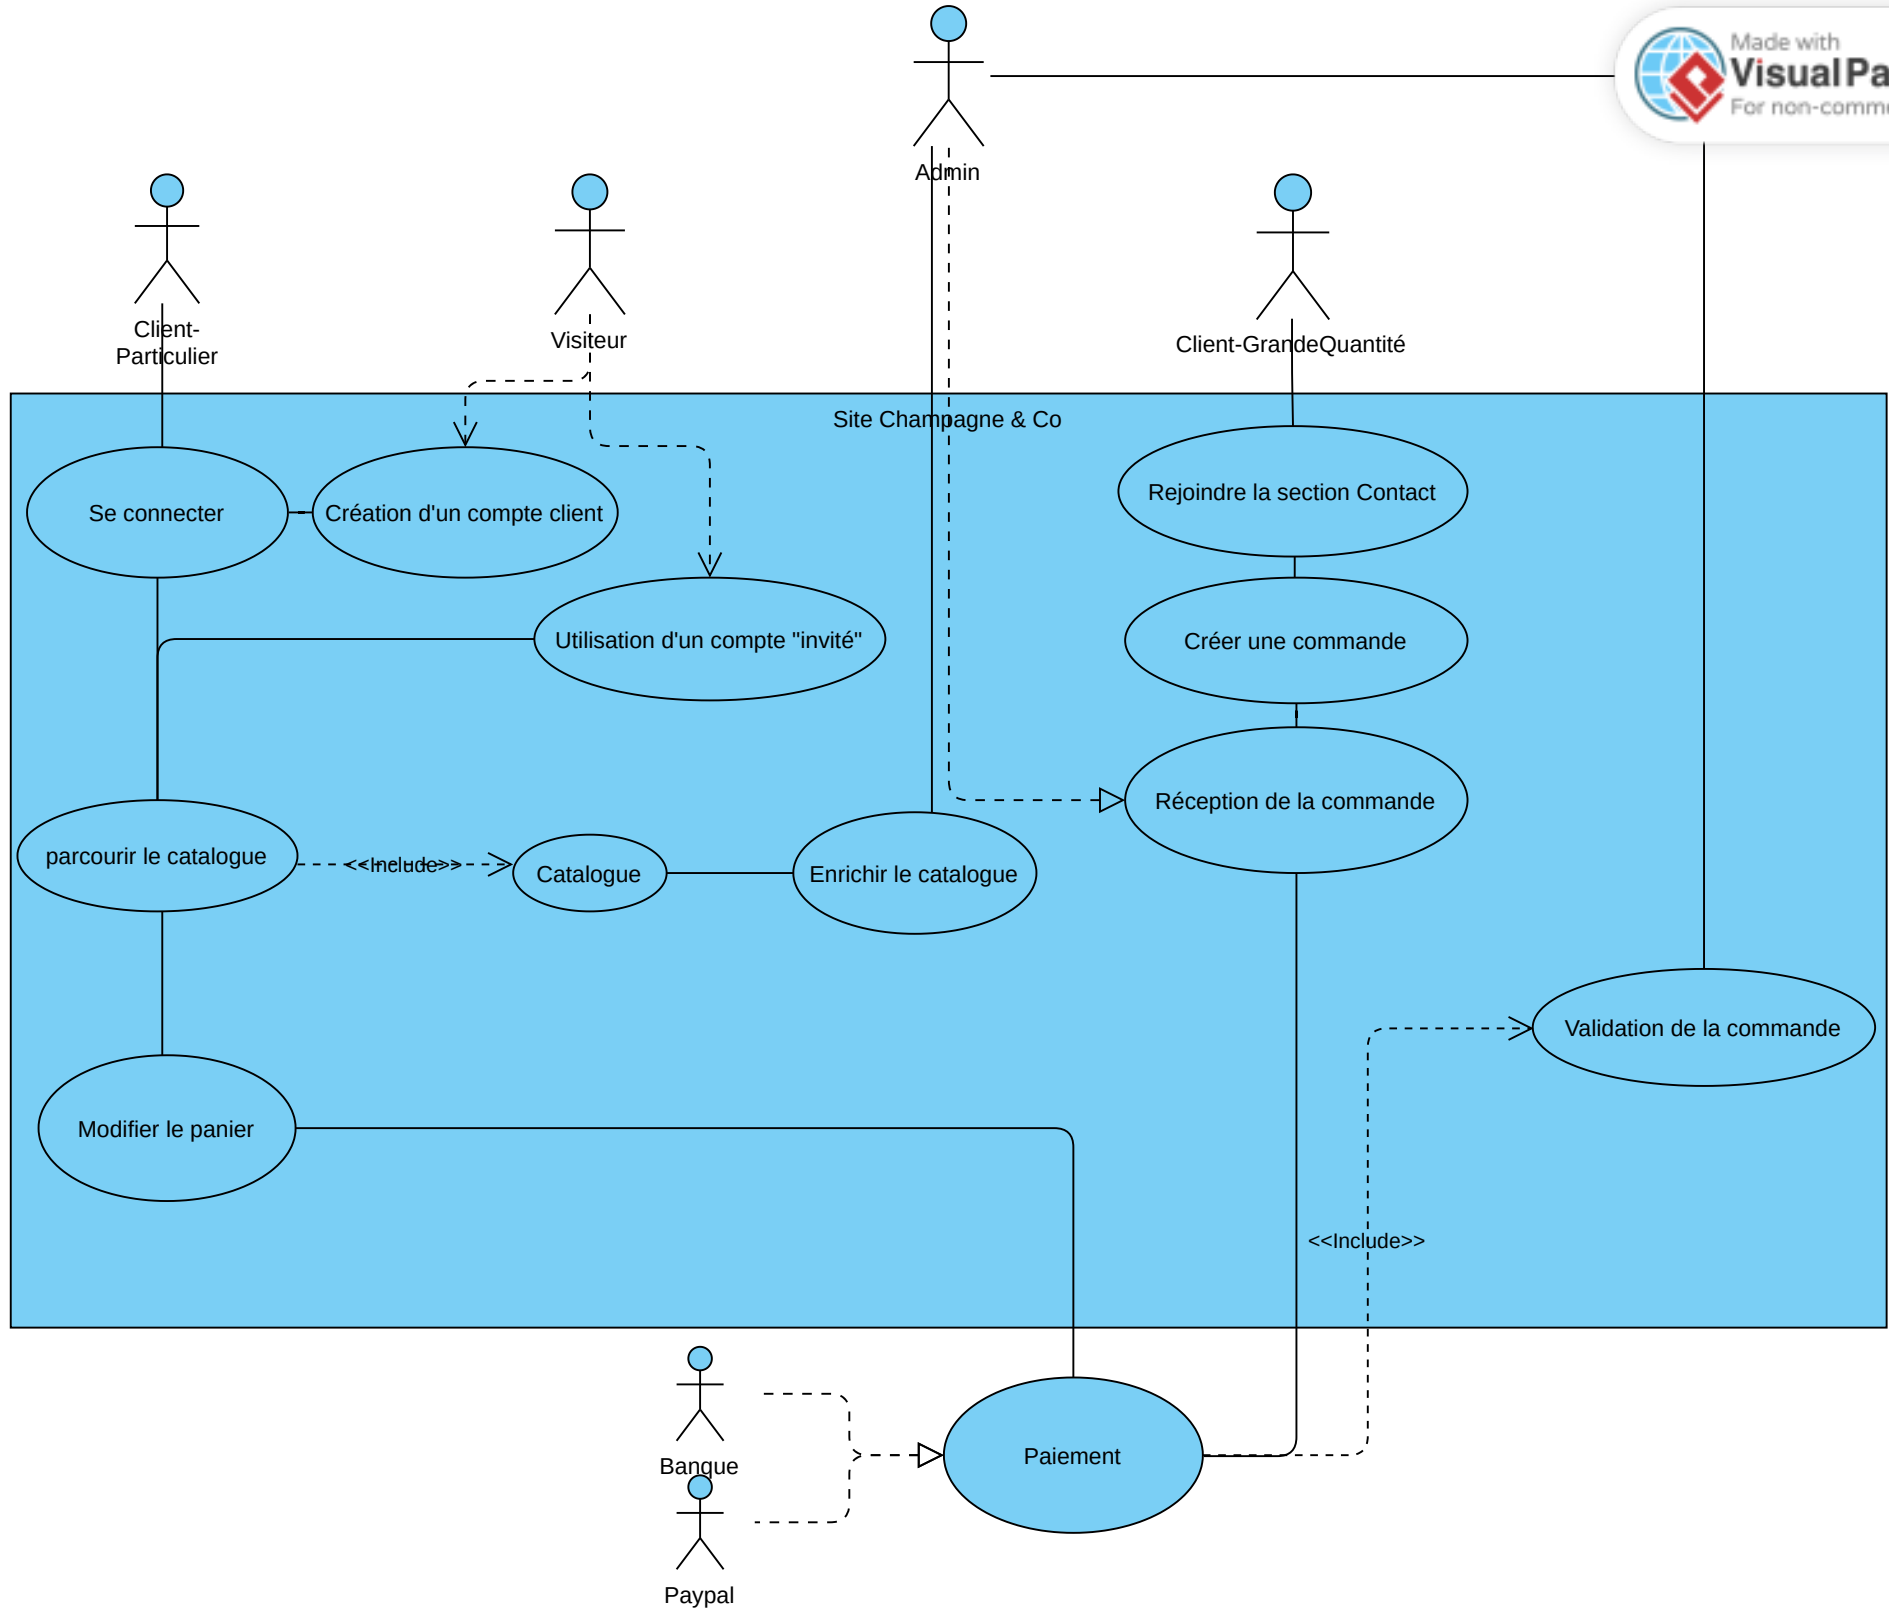 Made with
Visual Pa
For non-comme
Admin
Client-
Particulier
Visiteur
Client-GrandeQuantité
Site Champagne & Co
Se connecter
Création d'un compte client
Rejoindre la section Contact
Utilisation d'un compte "invité"
Créer une commande
Réception de la commande
parcourir le catalogue
<<Include>>
Catalogue
Enrichir le catalogue
Validation de la commande
Modifier le panier
<<Include>>
Banque
Paiement
Paypal